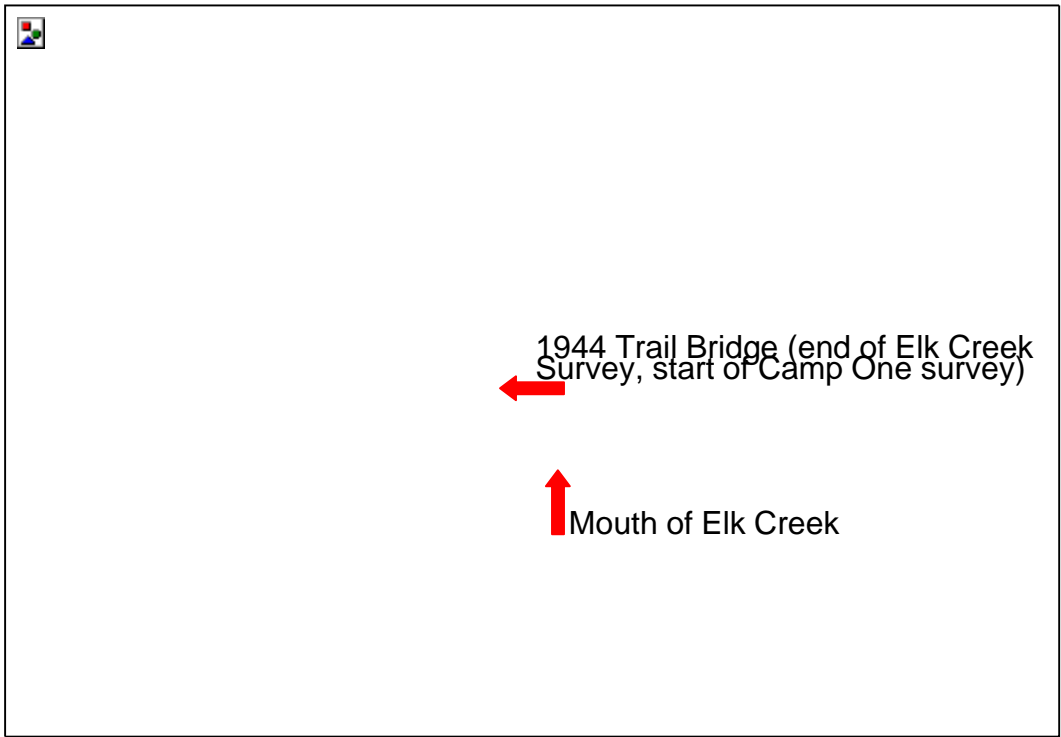 1944 Trail Bridge (end of Elk Creek
Survey, start of Camp One survey)
Mouth of Elk Creek